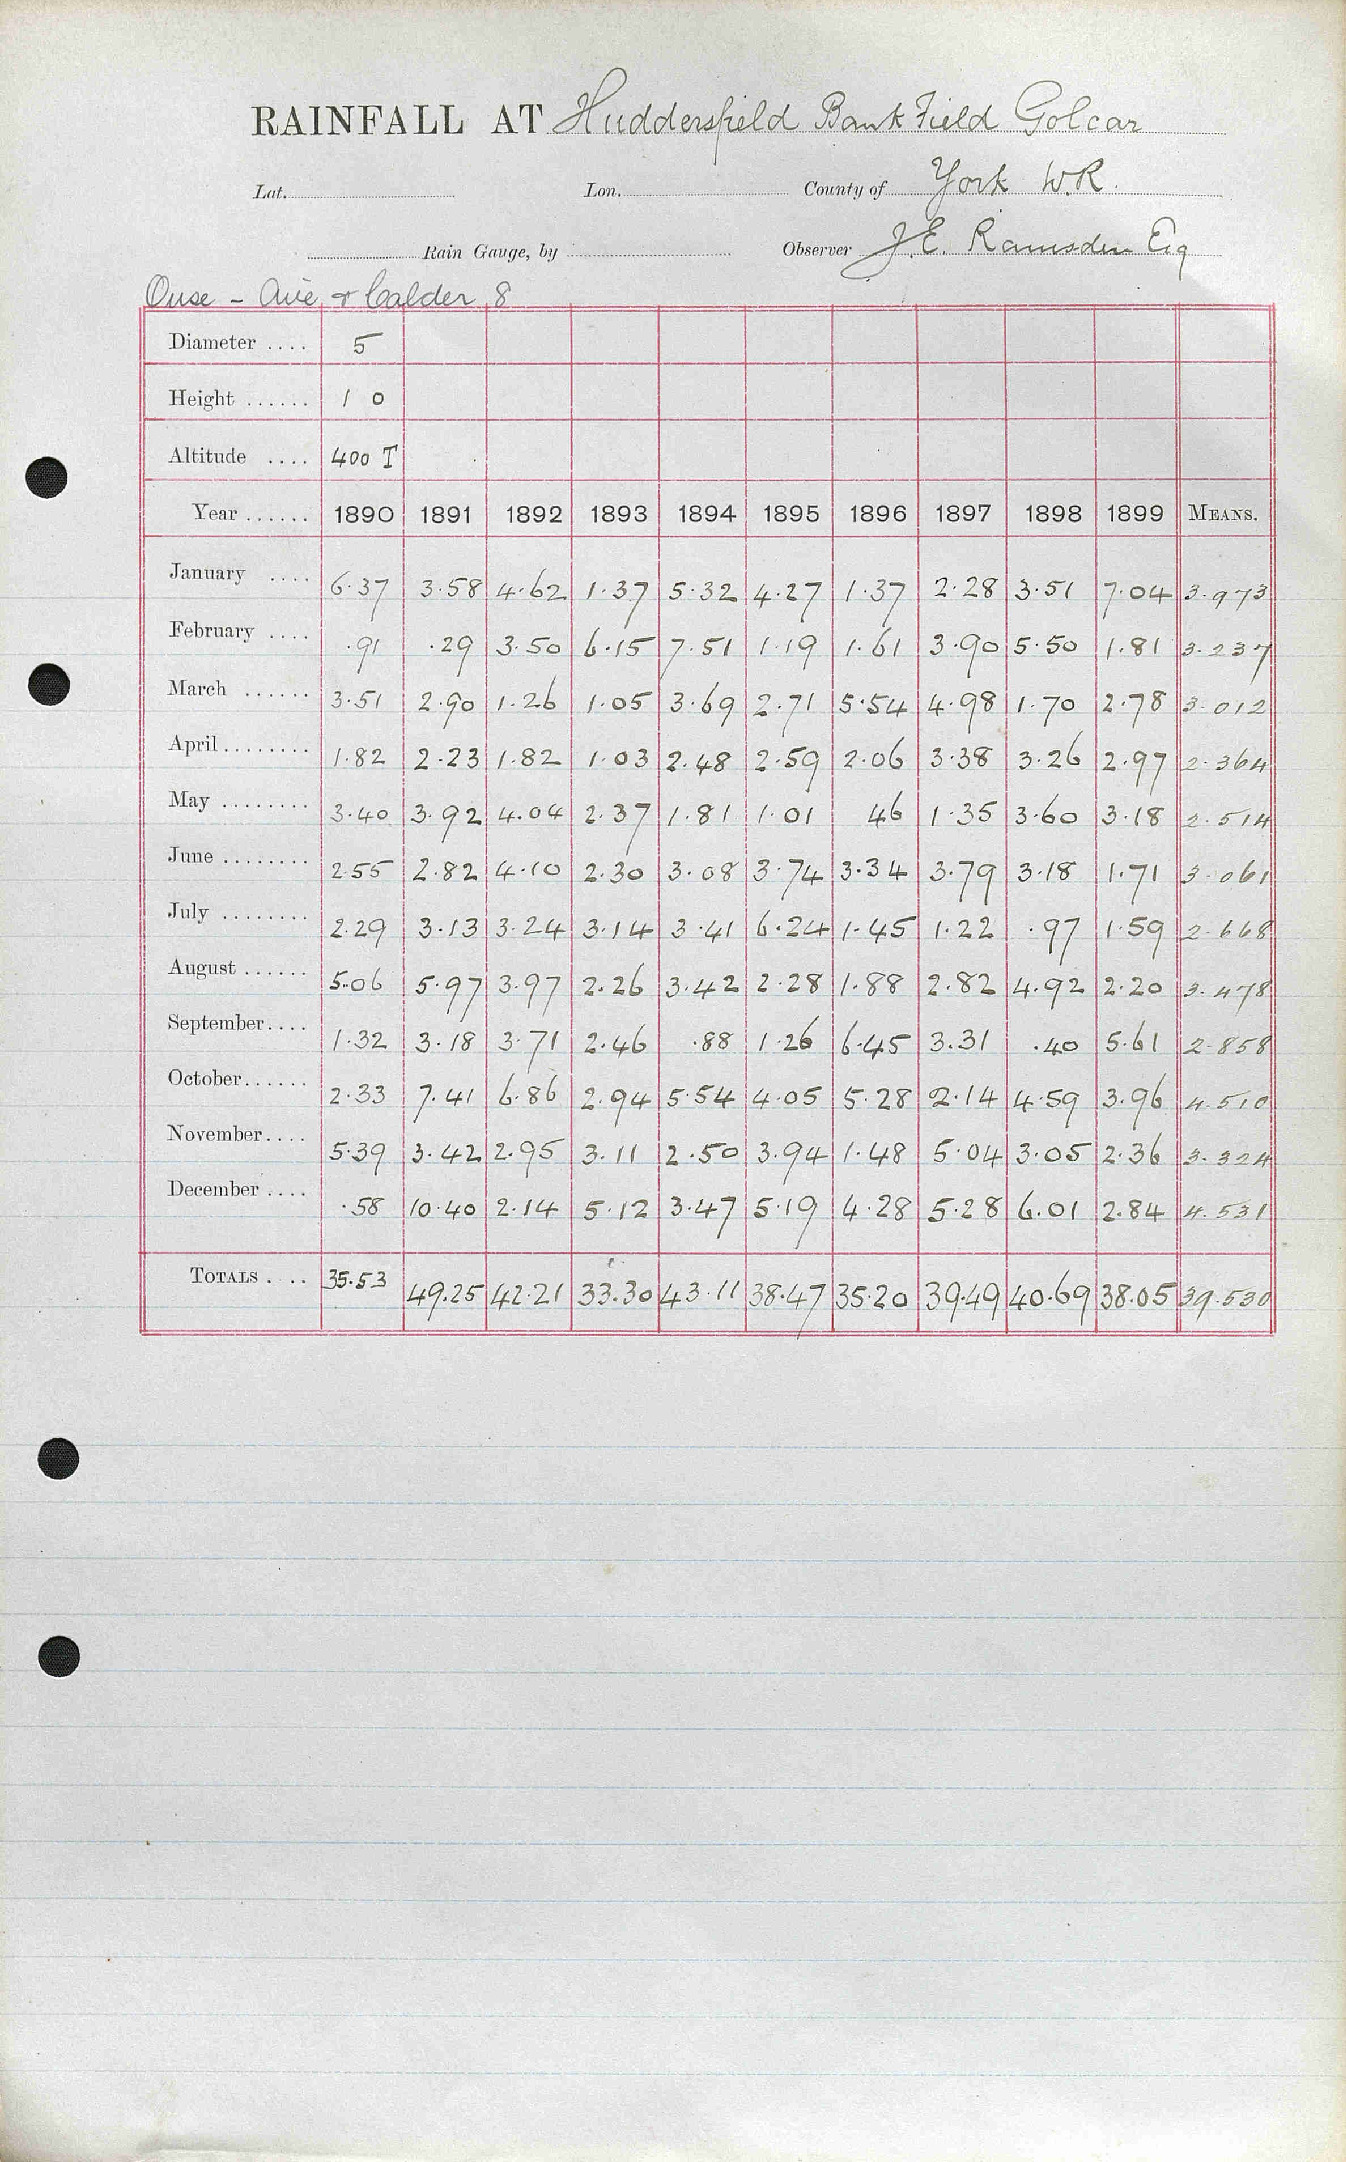 RAINFALL AT Huddersfield Bank Field Golcar
Lat. Lon. County of York W.R.
Rain Gauge, by Observer J.E. Ramsden Esq
Ouse - Aire & Calder 8
Diameter .... 5
Height ...... 1 0
Altitude .... 400 T
Year ...... 1890 1891 1892 1893 1894 1895 1896 1897 1898 1899 MEANS.
January .... 6.37 3.58 4.62 1.37 5.32 4.27 1.37 2.28 3.51 7.04 3.973
February .... .91 .29 3.50 6.15 7.51 1.19 1.61 3.90 5.50 1.81 3.237
March ...... 3.51 2.90 1.26 1.05 3.69 2.71 5.54 4.98 1.70 2.78 3.012
April ........ 1.82 2.23 1.82 1.03 2.48 2.59 2.06 3.38 3.26 2.97 2.364
May ........ 3.40 3.92 4.04 2.37 1.81 1.01 46 1.35 3.60 3.18 2.514
June ........ 2.55 2.82 4.10 2.30 3.08 3.74 3.34 3.79 3.18 1.71 3.061
July ........ 2.29 3.13 3.24 3.14 3.41 6.24 1.45 1.22 .97 1.59 2.668
August ...... 5.06 5.97 3.97 2.26 3.42 2.28 1.88 2.82 4.92 2.20 3.478
September .... 1.32 3.18 3.71 2.46 .88 1.26 6.45 3.31 .40 5.61 2.858
October ...... 2.33 7.41 6.86 2.94 5.54 4.05 5.28 2.14 4.59 3.96 4.510
November .... 5.39 3.42 2.95 3.11 2.50 3.94 1.48 5.04 3.05 2.36 3.324
December .... .58 10.40 2.14 5.12 3.47 5.19 4.28 5.28 6.01 2.84 4.531
TOTALS .... 35.53 49.25 42.21 33.30 43.11 38.47 35.20 39.49 40.69 38.05 39.530